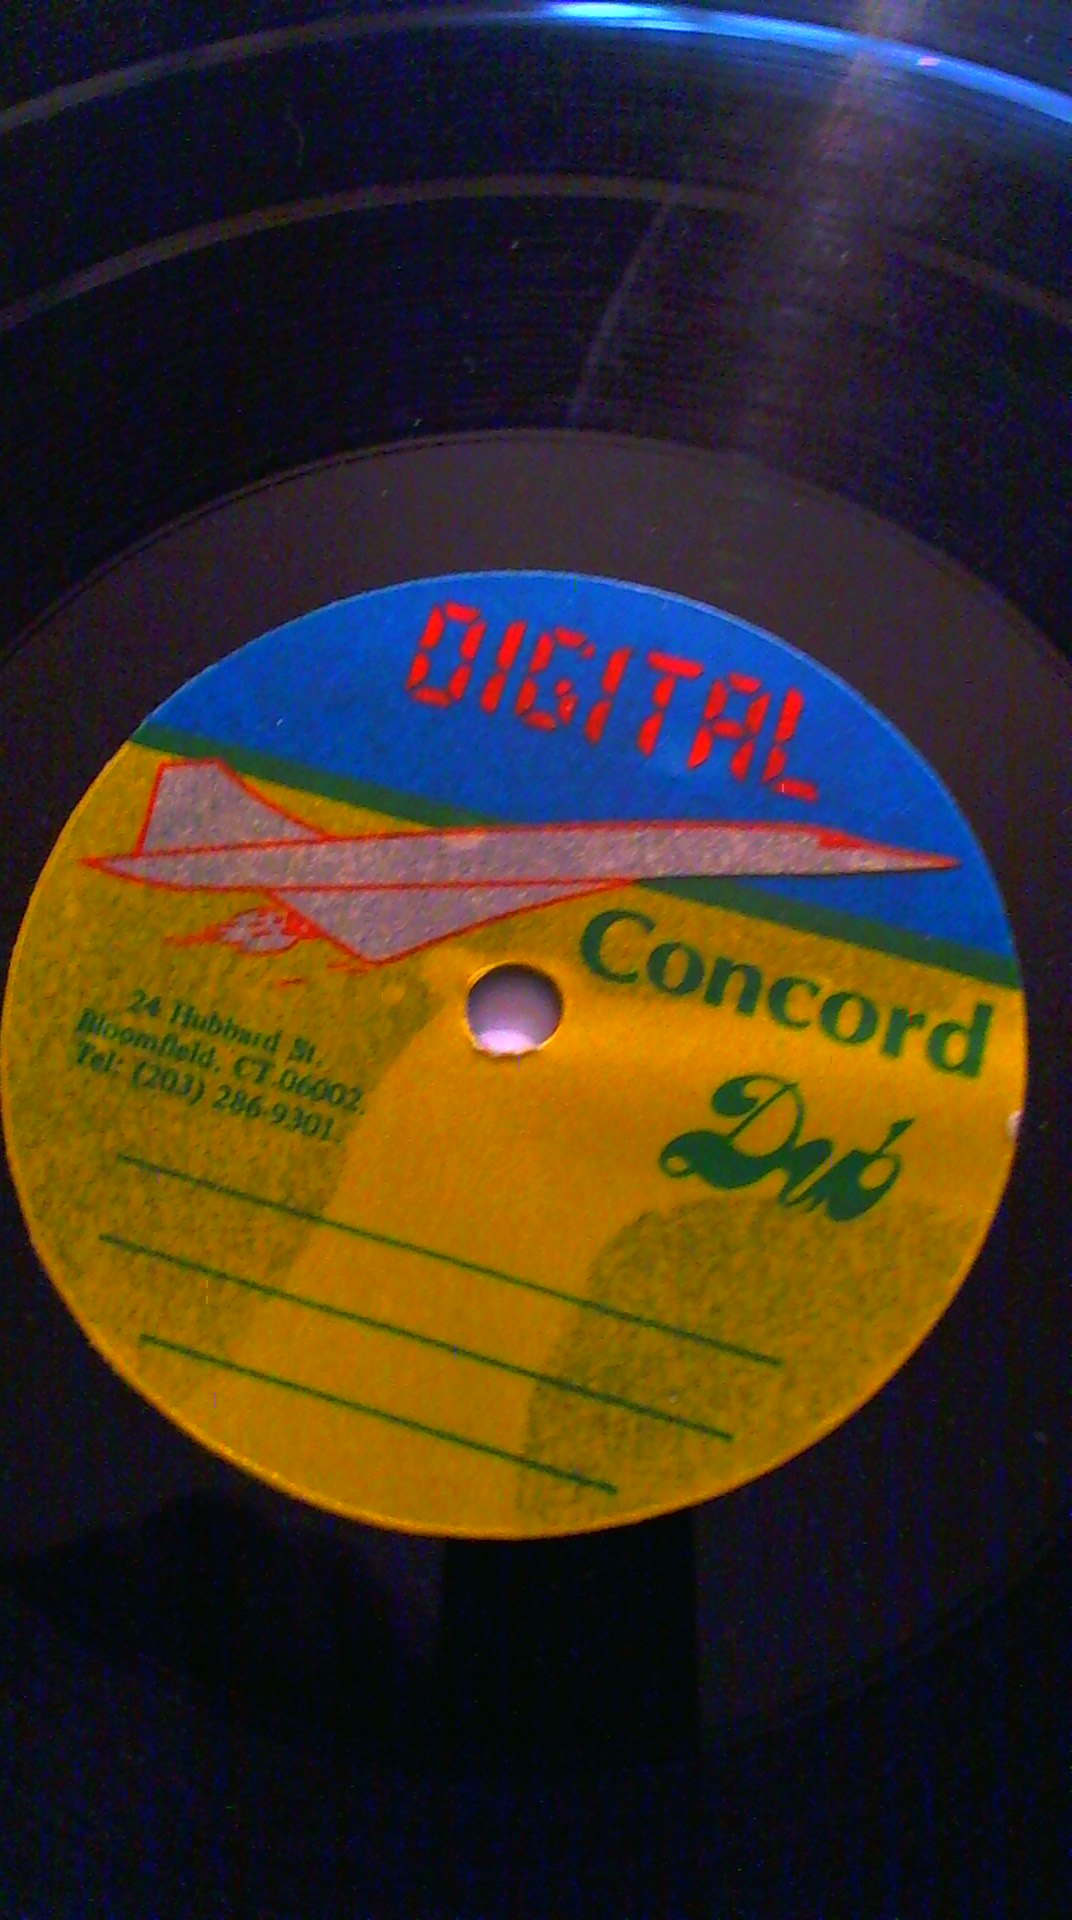 DIGITAL
Concord
Dub
24 Hubbard St.
Bloomfield, CT.06002.
Tel: (203) 286-9301.